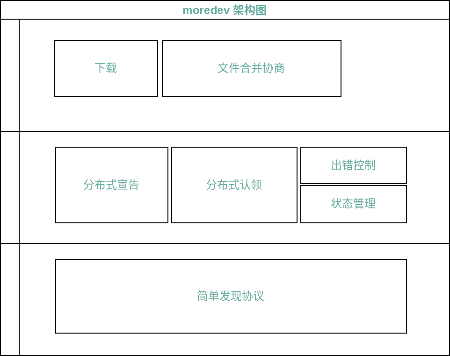 moredev 架构图
下载
文件合并协商
分布式宣告
分布式认领
出错控制
状态管理
简单发现协议